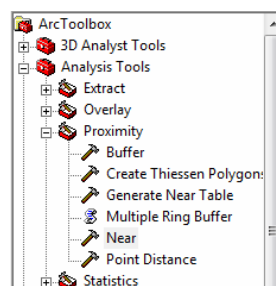 ArcToolbox
3D Analyst Tools
Analysis Tools
Extract
Overlay
Proximity
Buffer
Create Thiessen Polygons
Generate Near Table
Multiple Ring Buffer
Near
Point Distance
Statistics